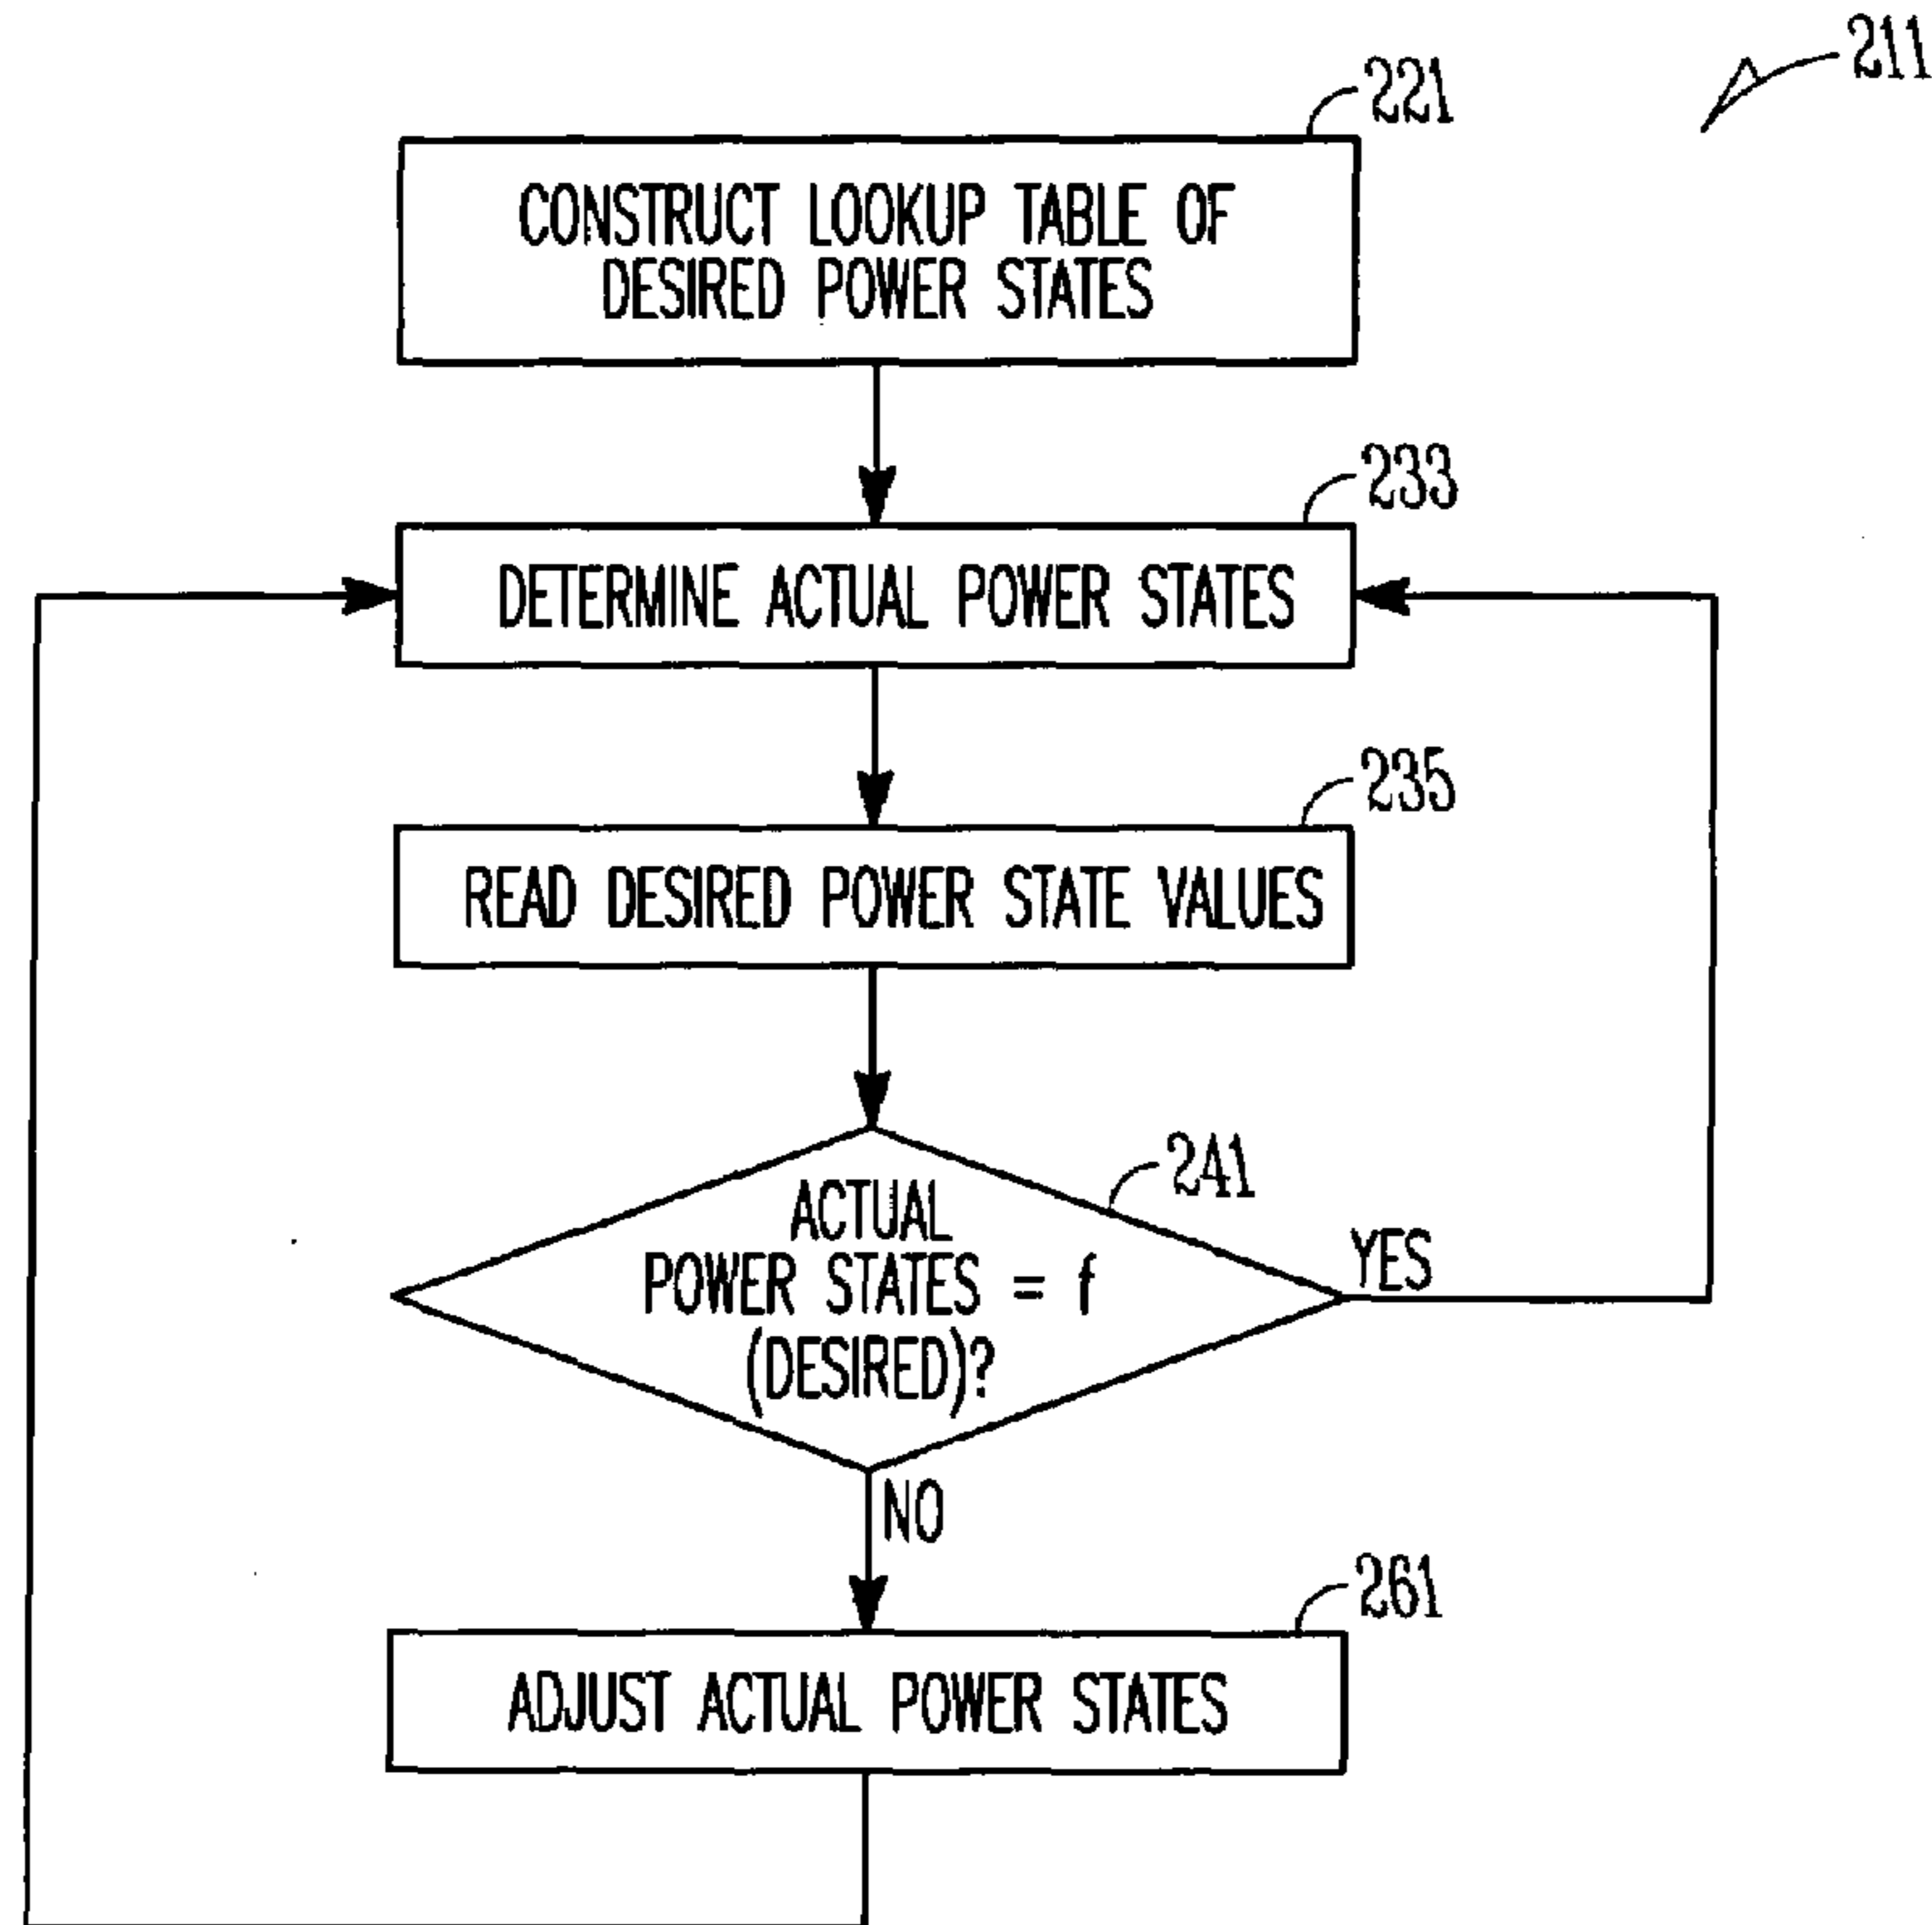 211
221
CONSTRUCT LOOKUP TABLE OF
DESIRED POWER STATES
233
DETERMINE ACTUAL POWER STATES
235
READ DESIRED POWER STATE VALUES
241
ACTUAL
POWER STATES = f
(DESIRED)?
YES
NO
261
ADJUST ACTUAL POWER STATES